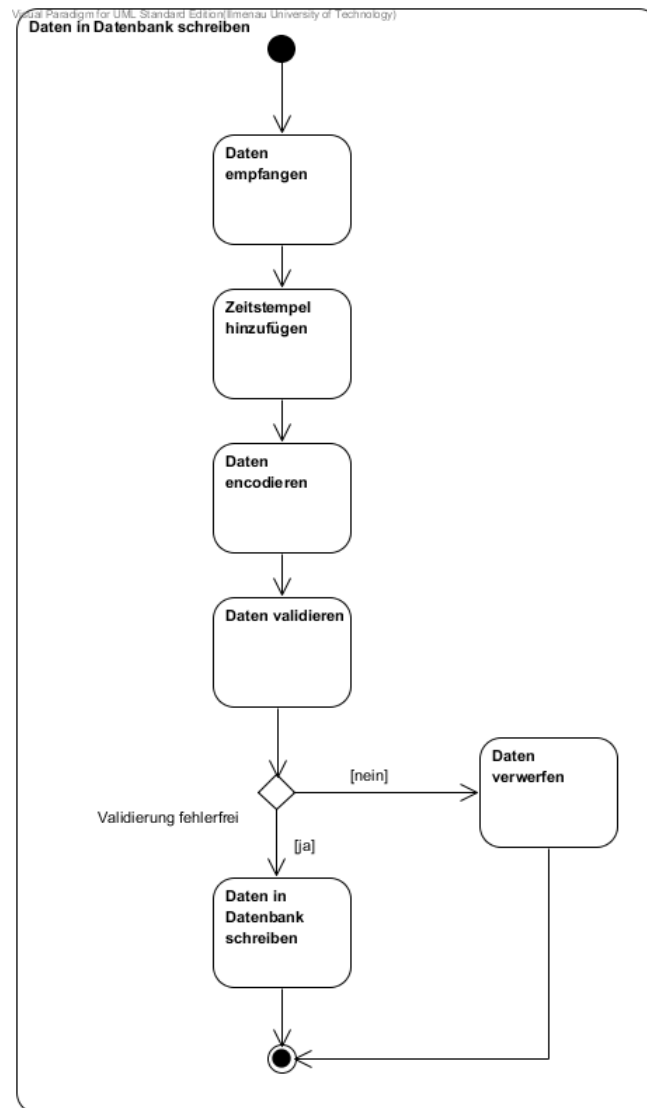 Visual Paradigm for UML Standard Edition(Ilmenau University of Technology)
Daten in Datenbank schreiben
Daten
empfangen
Zeitstempel
hinzufügen
Daten
encodieren
Daten validieren
[nein]
Daten
verwerfen
Validierung fehlerfrei
[ja]
Daten in
Datenbank
schreiben